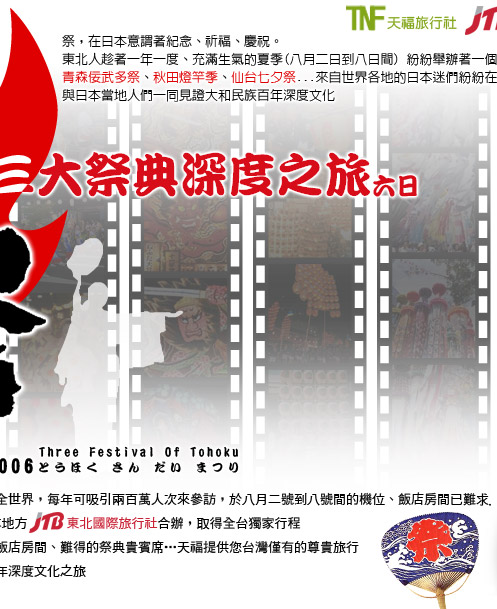 TNF 天福旅行社 JTB
祭，在日本意謂著紀念、祈福、慶祝。
東北人趁著一年一度、充滿生氣的夏季(八月二日到八日間) 紛紛舉辦著一個
青森佞武多祭、秋田燈竿季、仙台七夕祭...來自世界各地的日本迷們紛紛在
與日本當地人們一同見證大和民族百年深度文化
三大祭典深度之旅六日
Three Festival Of Tohoku
006とうほく さん だい まつり
全世界，每年可吸引兩百萬人次來參訪，於八月二號到八號間的機位、飯店房間已難求,
地方 JTB 東北國際旅行社合辦，取得全台獨家行程
飯店房間、難得的祭典貴賓席…天福提供您台灣僅有的尊貴旅行
年深度文化之旅
祭